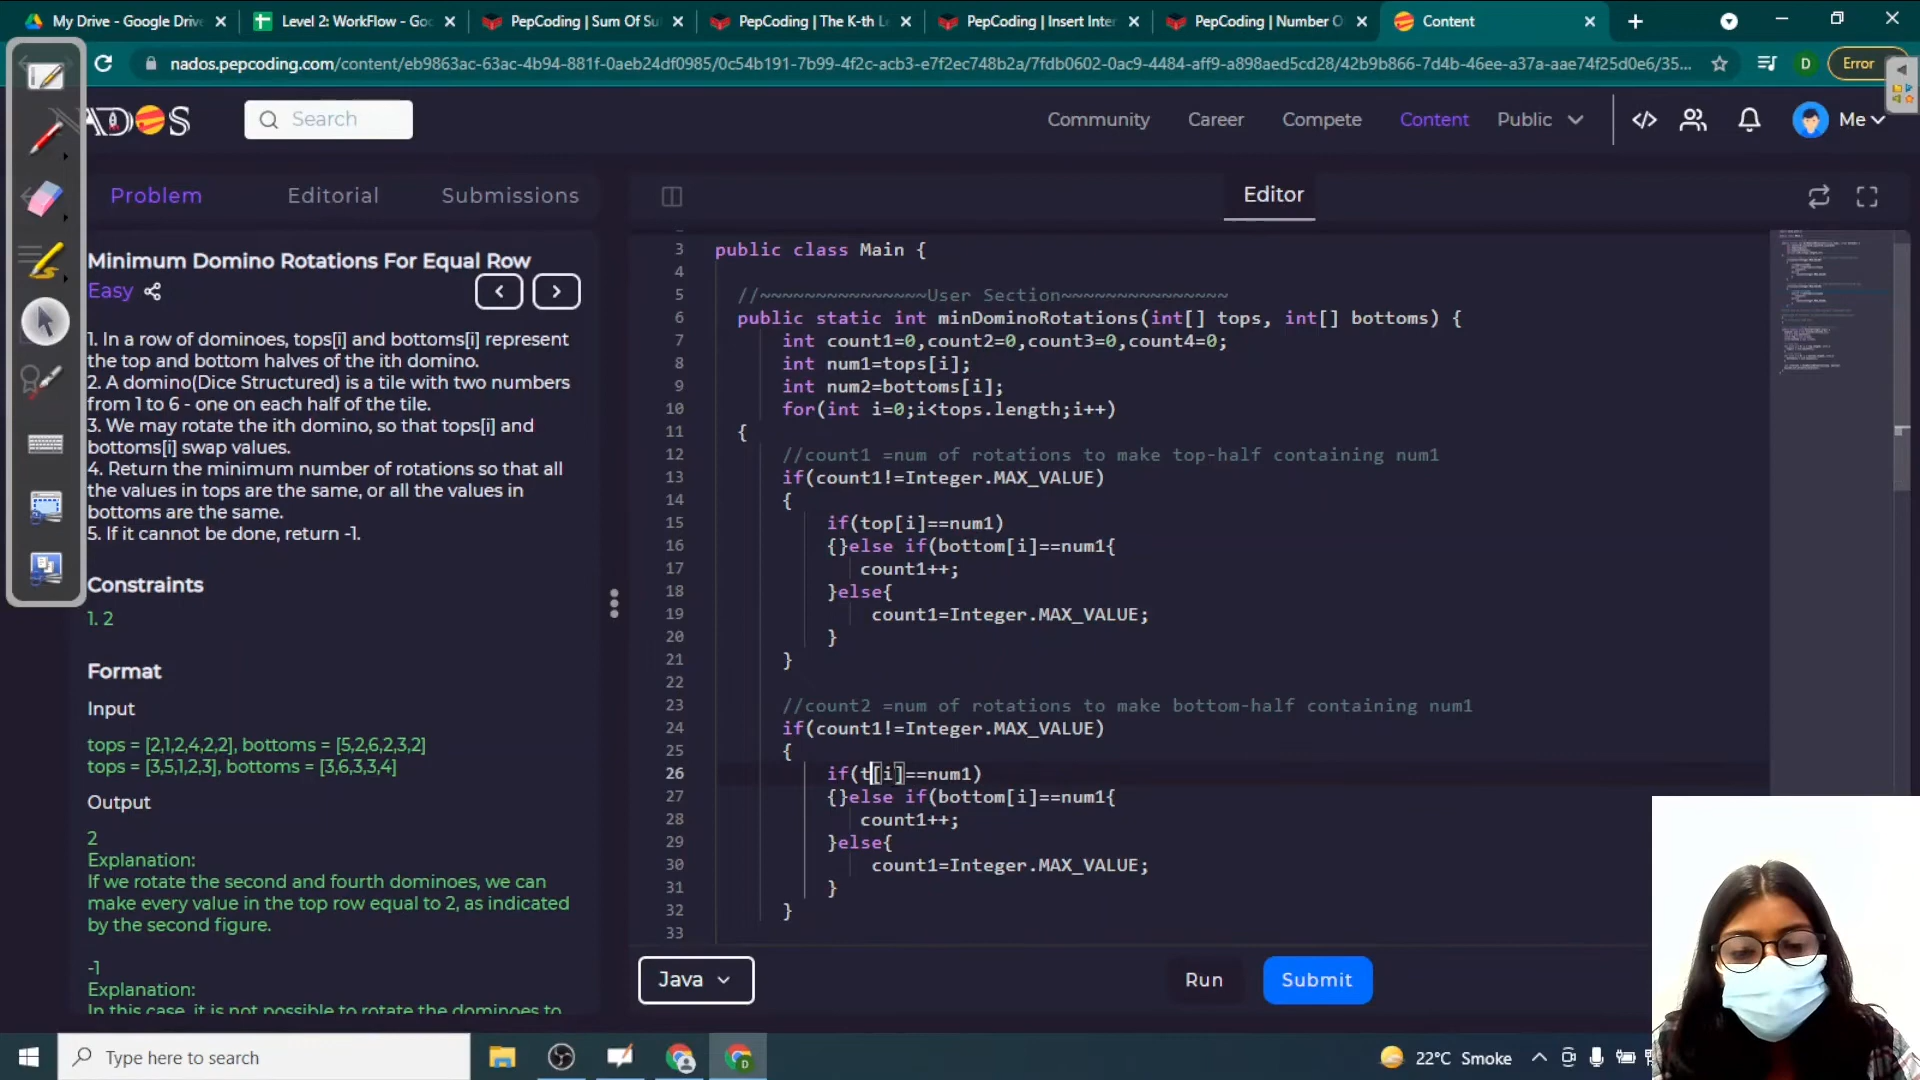 My Drive - Google Driv
Level 2: WorkFlow - Go
PepCoding | Sum Of Su
PepCoding | The K-th L
PepCoding | Insert Inter
PepCoding | Number O
Content
nados.pepcoding.com/content/eb9863ac-63ac-4b94-881f-0aeb24df0985/0c54b191-7b99-4f2c-acb3-e7f2ec748b2a/7fdb0602-0ac9-4484-aff9-a898aed5cd28/42b9b866-7d4b-46ee-a37a-aae74f25d0e6/35...
D
Error
NADOS
Search
Community
Career
Compete
Content
Public
Me
Problem
Editorial
Submissions
Minimum Domino Rotations For Equal Row
Easy
1. In a row of dominoes, tops[i] and bottoms[i] represent
the top and bottom halves of the ith domino.
2. A domino(Dice Structured) is a tile with two numbers
from 1 to 6 - one on each half of the tile.
3. We may rotate the ith domino, so that tops[i] and
bottoms[i] swap values.
4. Return the minimum number of rotations so that all
the values in tops are the same, or all the values in
bottoms are the same.
5. If it cannot be done, return -1.
Constraints
1. 2
Format
Input
tops = [2,1,2,4,2,2], bottoms = [5,2,6,2,3,2]
tops = [3,5,1,2,3], bottoms = [3,6,3,3,4]
Output
2
Explanation:
If we rotate the second and fourth dominoes, we can
make every value in the top row equal to 2, as indicated
by the second figure.
-1
Explanation:
In this case, it is not possible to rotate the dominoes to
Editor
3 public class Main {
4
5 //~~~~~~~~~~~~~~~User Section~~~~~~~~~~~~~~~
6 public static int minDominoRotations(int[] tops, int[] bottoms) {
7 int count1=0,count2=0,count3=0,count4=0;
8 int num1=tops[i];
9 int num2=bottoms[i];
10 for(int i=0;i<tops.length;i++)
11 {
12 //count1 =num of rotations to make top-half containing num1
13 if(count1!=Integer.MAX_VALUE)
14 {
15 if(top[i]==num1)
16 {}else if(bottom[i]==num1{
17 count1++;
18 }else{
19 count1=Integer.MAX_VALUE;
20 }
21 }
22
23 //count2 =num of rotations to make bottom-half containing num1
24 if(count1!=Integer.MAX_VALUE)
25 {
26 if(t[i]==num1)
27 {}else if(bottom[i]==num1{
28 count1++;
29 }else{
30 count1=Integer.MAX_VALUE;
31 }
32 }
33
Java
Run
Submit
Type here to search
22°C Smoke